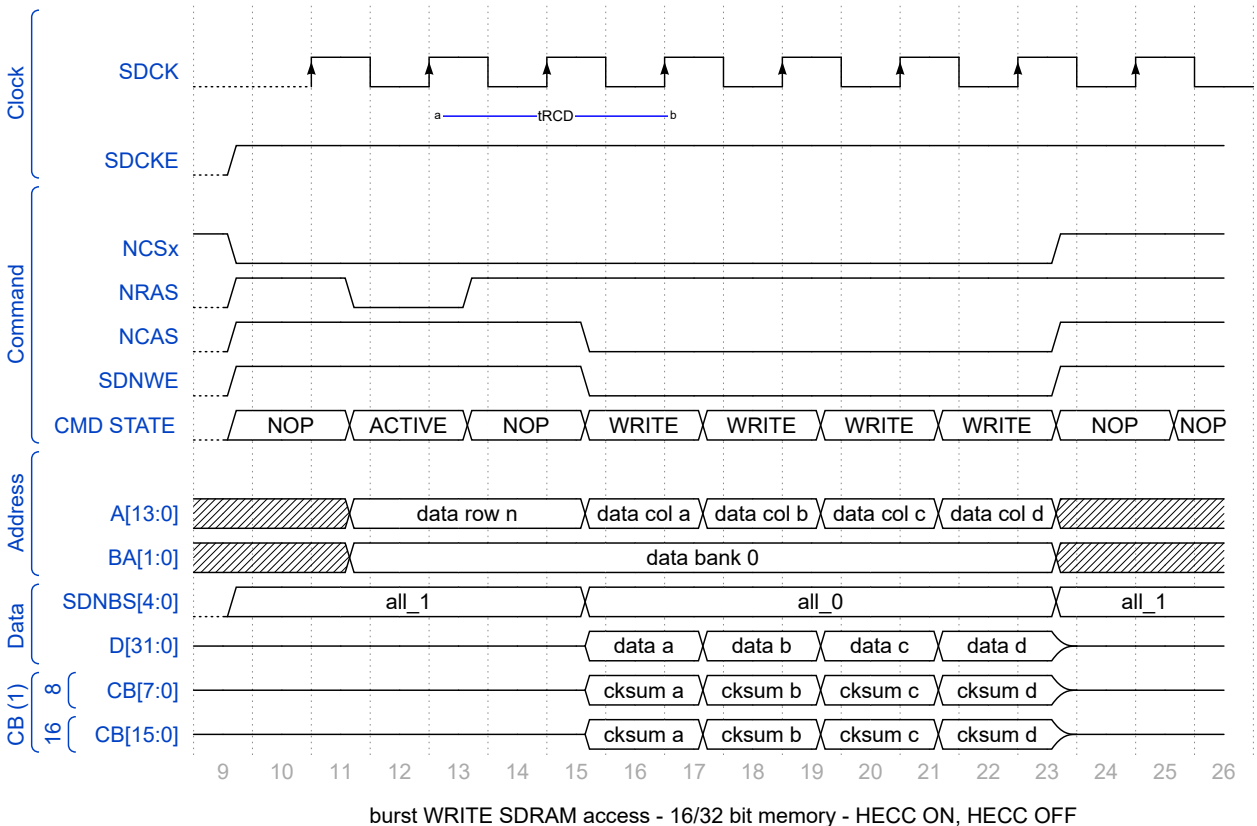 Clock
SDCK
a tRCD b
SDCKE
Command
NCSx
NRAS
NCAS
SDNWE
CMD STATE NOP ACTIVE NOP WRITE WRITE WRITE WRITE NOP NOP
Address
A[13:0] data row n data col a data col b data col c data col d
BA[1:0] data bank 0
Data
SDNBS[4:0] all_1 all_0 all_1
D[31:0] data a data b data c data d
CB (1)
8 CB[7:0] cksum a cksum b cksum c cksum d
16 CB[15:0] cksum a cksum b cksum c cksum d
9 10 11 12 13 14 15 16 17 18 19 20 21 22 23 24 25 26
burst WRITE SDRAM access - 16/32 bit memory - HECC ON, HECC OFF